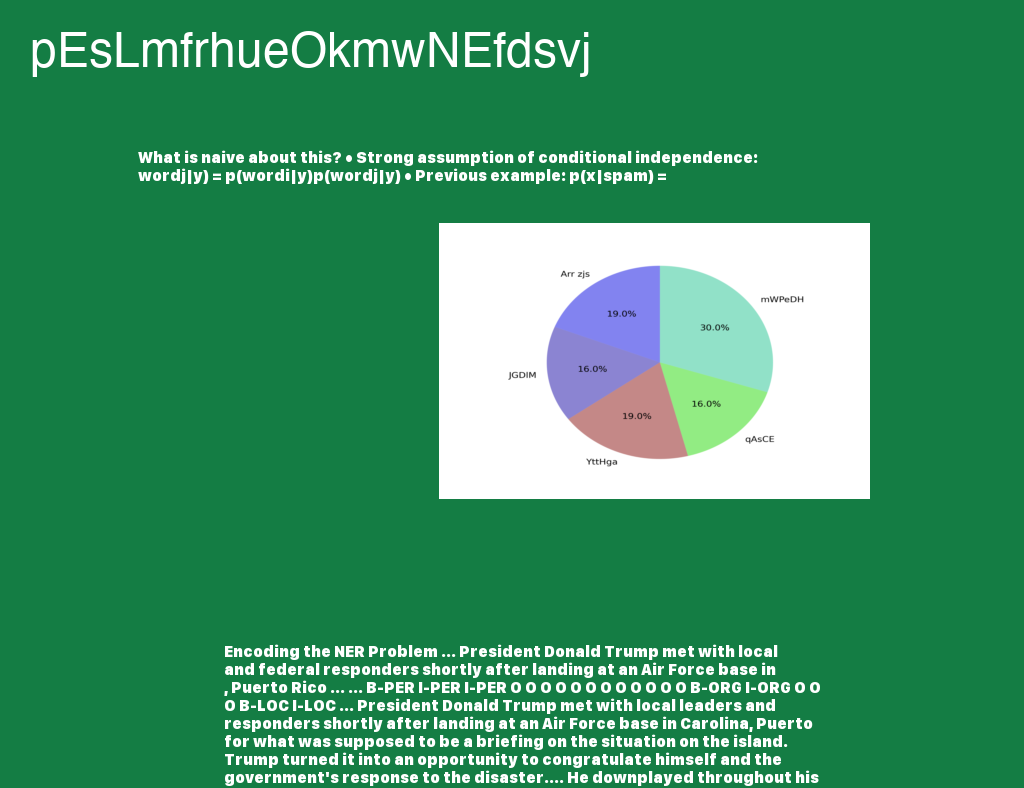 pEsLmfrhueOkmwNEfdsvj
What is naive about this? • Strong assumption of conditional independence:
wordj|y) = p(wordi|y)p(wordj|y) • Previous example: p(x|spam) =
Arr zjs
mWPeDH
19.0%
30.0%
16.0%
JGDIM
16.0%
19.0%
qAsCE
YttHga
Encoding the NER Problem ... President Donald Trump met with local
and federal responders shortly after landing at an Air Force base in
, Puerto Rico ... ... B-PER I-PER I-PER O O O O O O O O O O O O B-ORG I-ORG O O
O B-LOC I-LOC ... President Donald Trump met with local leaders and
responders shortly after landing at an Air Force base in Carolina, Puerto
for what was supposed to be a briefing on the situation on the island.
Trump turned it into an opportunity to congratulate himself and the
government's response to the disaster.... He downplayed throughout his